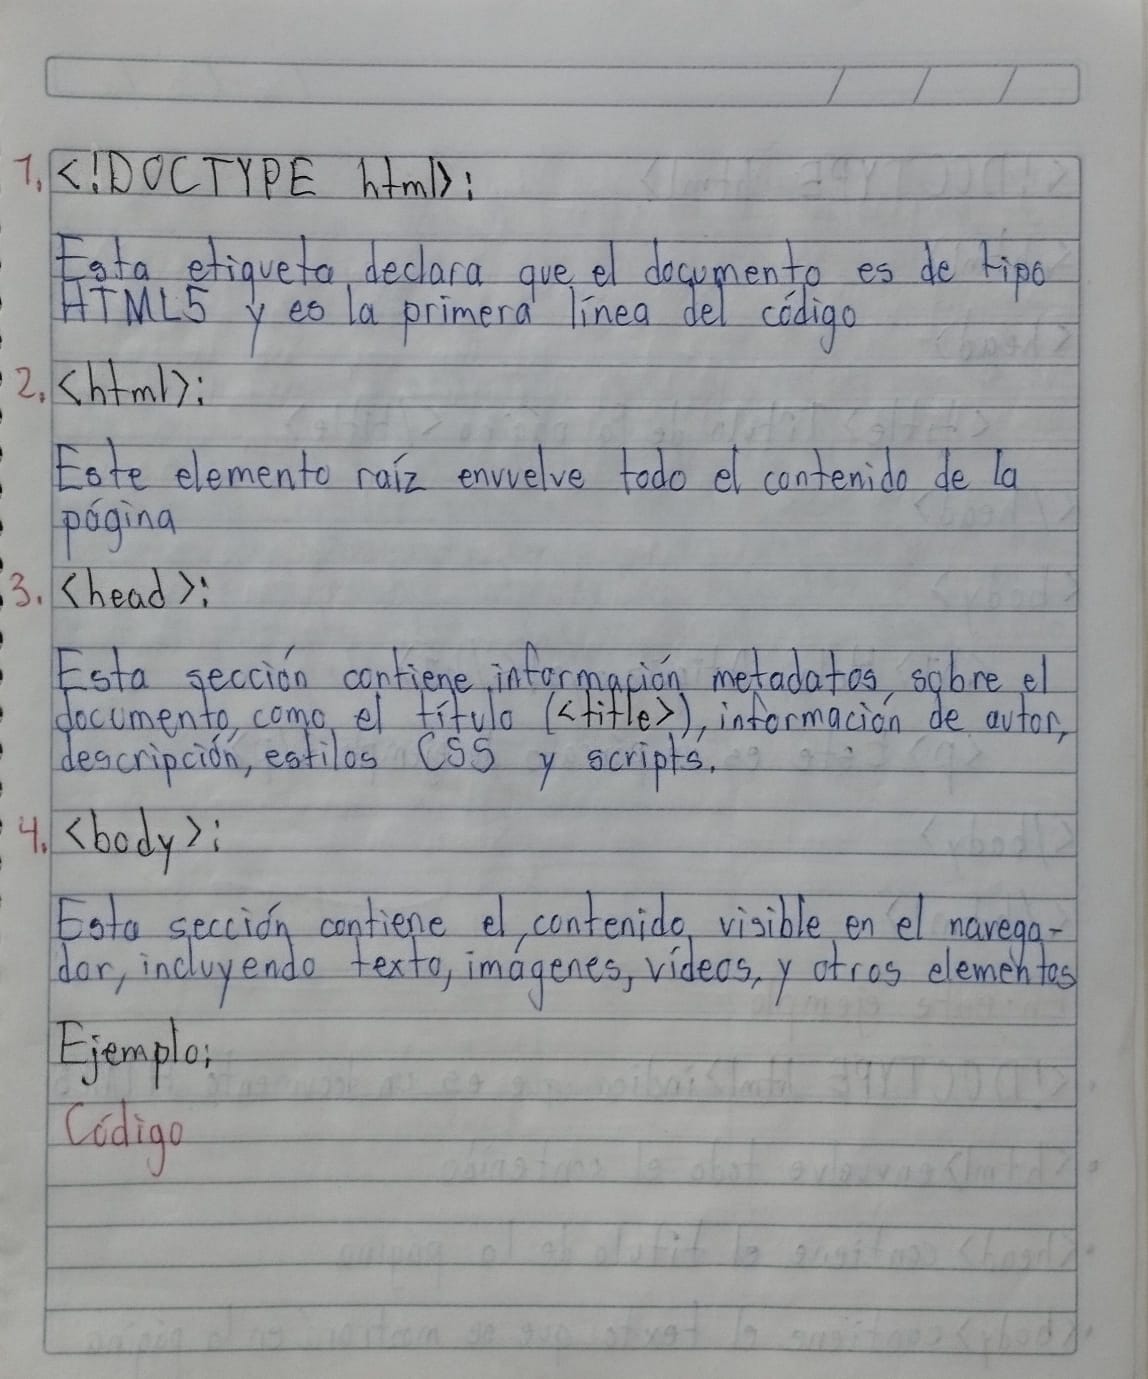 1. <!DOCTYPE html>:
Esta etiqueta declara que el documento es de tipo
HTML5 y es la primera línea del código
2. <html>:
Este elemento raíz envuelve todo el contenido de la
página
3. <head>:
Esta sección contiene información metadatos sobre el
documento, como el título (<title>), información de autor,
descripción, estilos CSS y scripts.
4. <body>:
Esta sección contiene el contenido visible en el navega-
dor, incluyendo texto, imágenes, vídeos, y otros elementos
Ejemplo:
Código